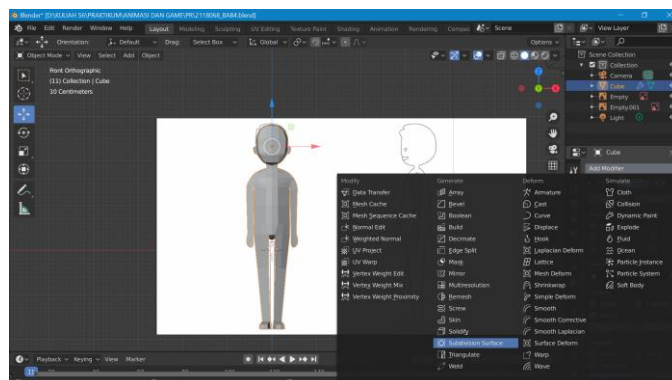 Blender* [D:\KULIAH S6\PRAKTIKUM\ANIMASI DAN GAME\PR\2118068_BAB4.blend]
File Edit Render Window Help Layout Modeling Sculpting UV Editing Texture Paint Shading Animation Rendering Compos Scene View Layer
Orientation: Default Drag: Select Box Global Options
Object Mode View Select Add Object
Scene Collection
Collection
Camera
Cube
Empty
Empty.001
Light
Front Orthographic
(11) Collection | Cube
10 Centimeters
Cube
Add Modifier
Modify Generate Deform Simulate
Data Transfer Array Armature Cloth
Mesh Cache Bevel Cast Collision
Mesh Sequence Cache Boolean Curve Dynamic Paint
Normal Edit Build Displace Explode
Weighted Normal Decimate Hook Fluid
UV Project Edge Split Laplacian Deform Ocean
UV Warp Mask Lattice Particle Instance
Vertex Weight Edit Mirror Mesh Deform Particle System
Vertex Weight Mix Multiresolution Shrinkwrap Soft Body
Vertex Weight Proximity Remesh Simple Deform
Screw Smooth
Skin Smooth Corrective
Solidify Smooth Laplacian
Subdivision Surface Surface Deform
Triangulate Warp
Weld Wave
Playback Keying View Marker
11